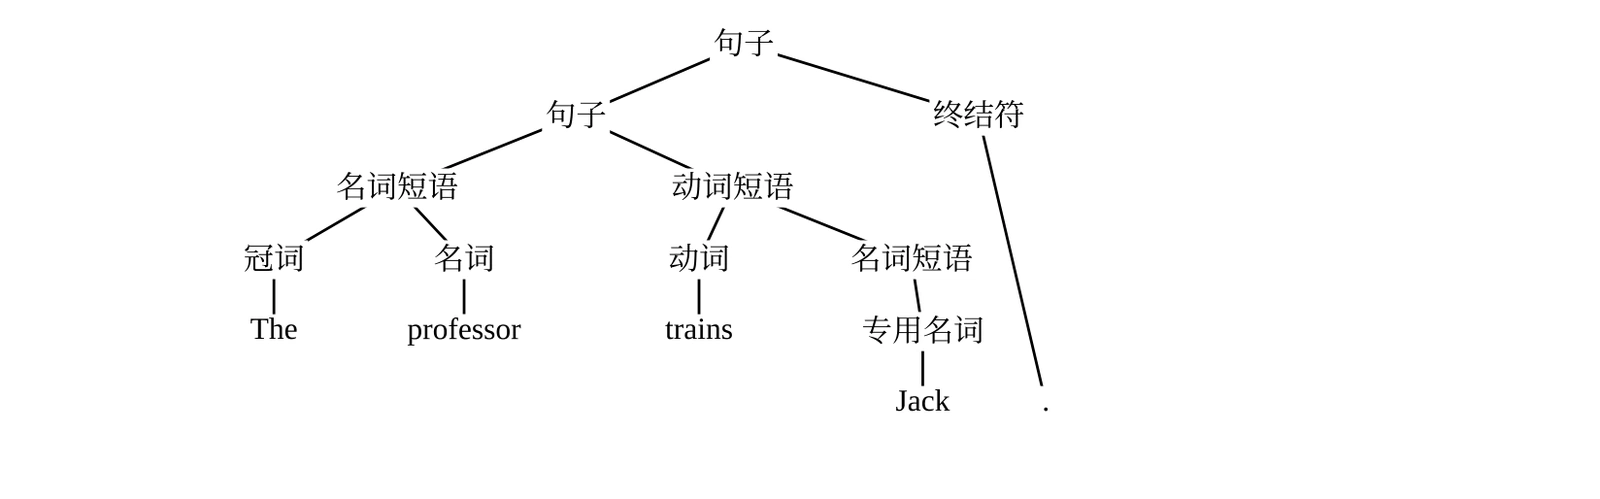 句子
句子 终结符
名词短语 动词短语
冠词 名词 动词 名词短语
The professor trains 专用名词
Jack .